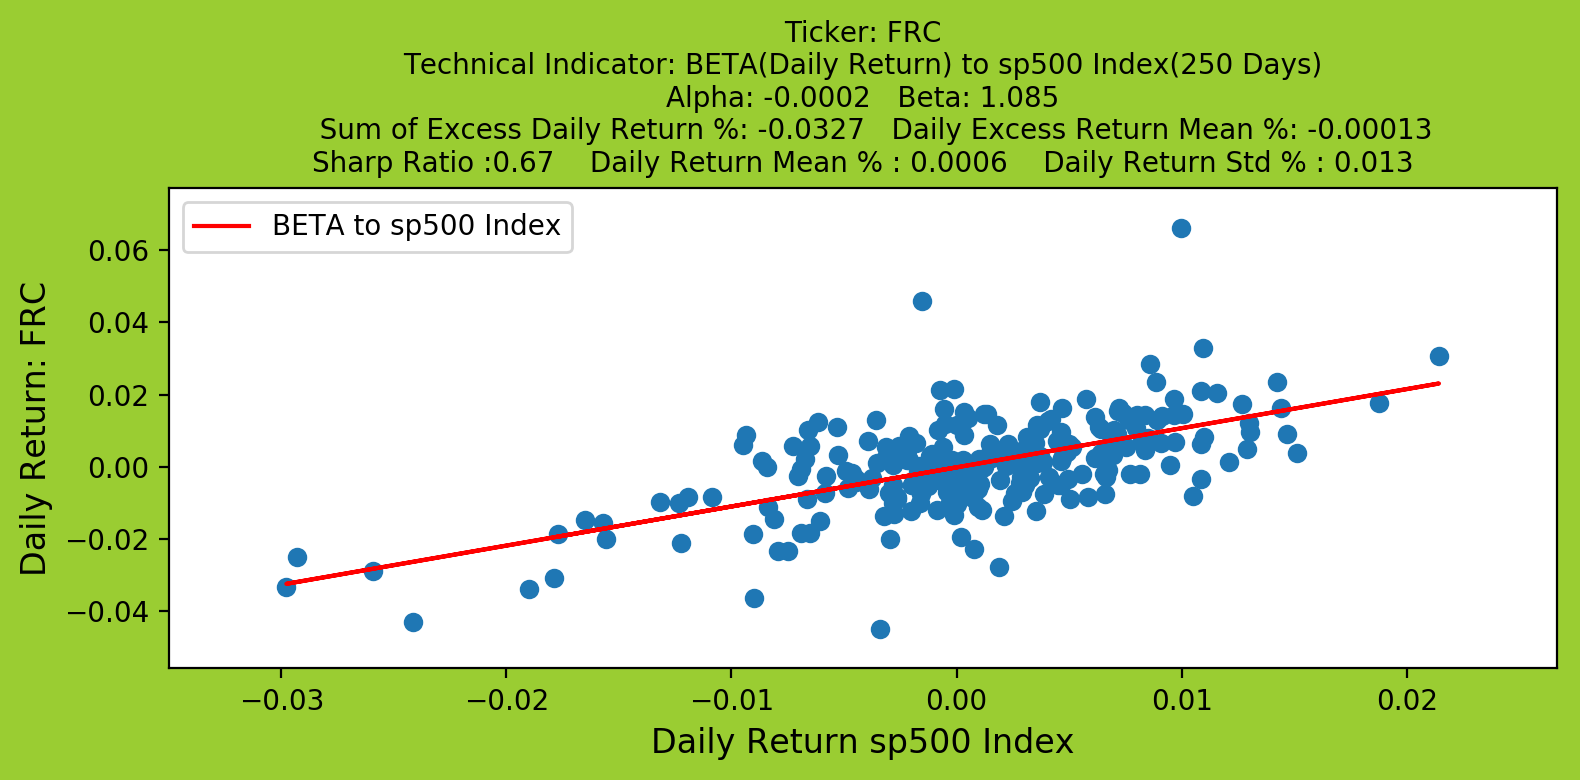 Ticker: FRC
Technical Indicator: BETA(Daily Return) to sp500 Index(250 Days)
Alpha: -0.0002   Beta: 1.085
Sum of Excess Daily Return %: -0.0327   Daily Excess Return Mean %: -0.00013
Sharp Ratio :0.67    Daily Return Mean % : 0.0006    Daily Return Std % : 0.013
BETA to sp500 Index
Daily Return: FRC
0.06
0.04
0.02
0.00
−0.02
−0.04
−0.03 −0.02 −0.01 0.00 0.01 0.02
Daily Return sp500 Index